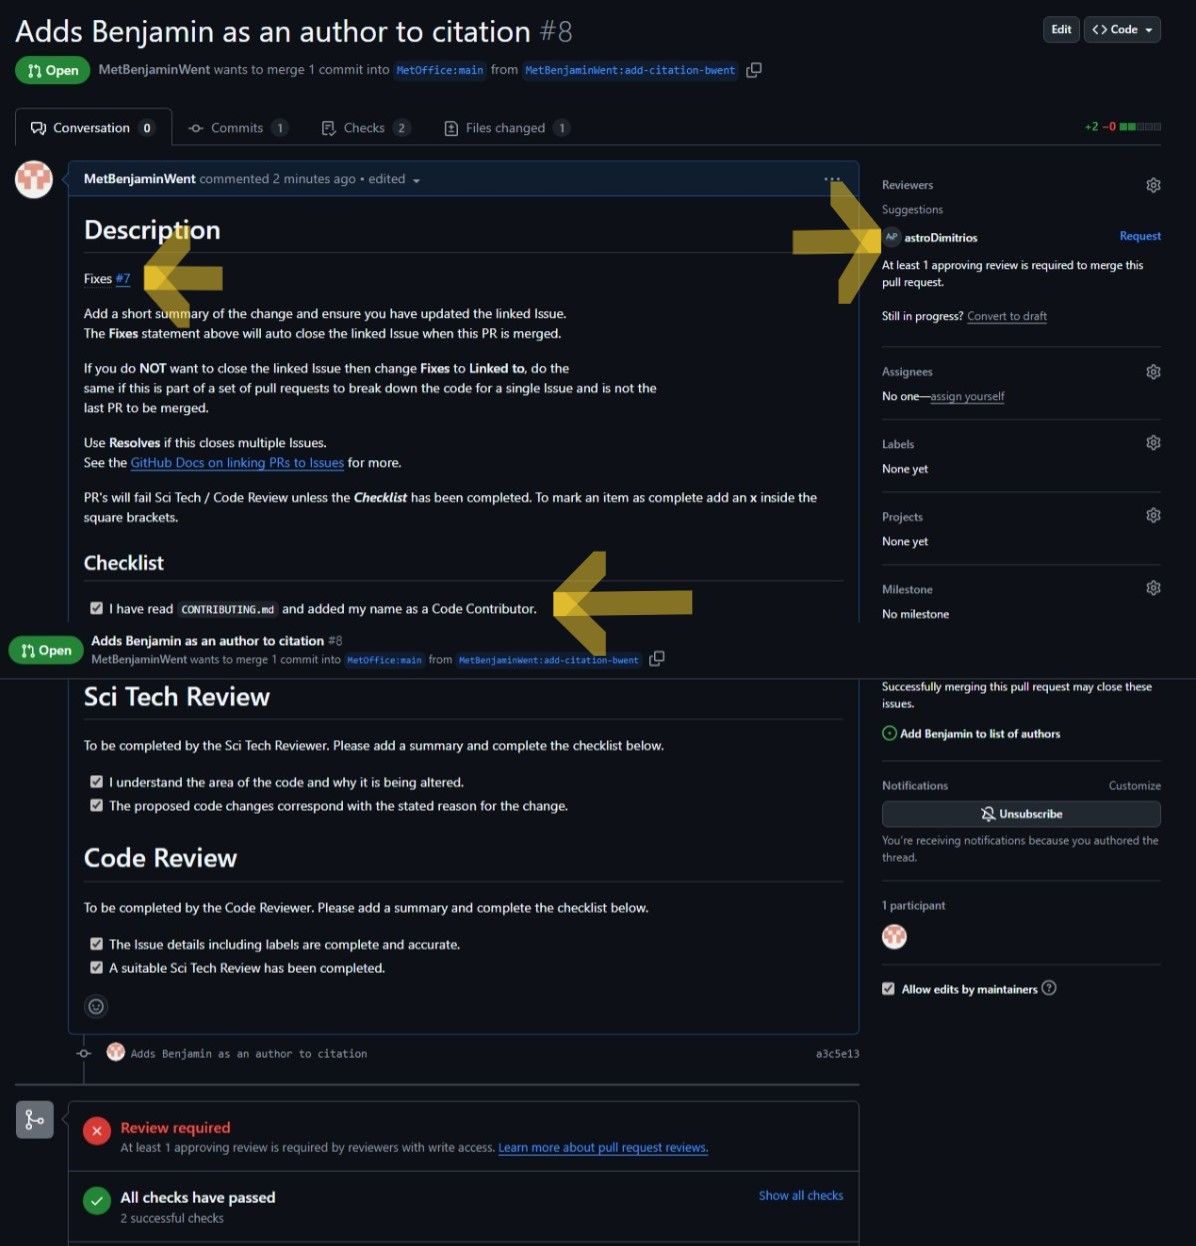 Adds Benjamin as an author to citation #8
Edit
Code
Open
MetBenjaminWent wants to merge 1 commit into MetOffice:main from MetBenjaminWent:add-citation-bwent
Conversation 0
Commits 1
Checks 2
Files changed 1
+2 −0
MetBenjaminWent commented 2 minutes ago • edited
Description
Fixes #7
Add a short summary of the change and ensure you have updated the linked Issue.
The Fixes statement above will auto close the linked Issue when this PR is merged.
If you do NOT want to close the linked Issue then change Fixes to Linked to, do the
same if this is part of a set of pull requests to break down the code for a single Issue and is not the
last PR to be merged.
Use Resolves if this closes multiple Issues.
See the GitHub Docs on linking PRs to Issues for more.
PR's will fail Sci Tech / Code Review unless the Checklist has been completed. To mark an item as complete add an x inside the
square brackets.
Checklist
I have read CONTRIBUTING.md and added my name as a Code Contributor.
Reviewers
Suggestions
AiP astroDimitrios
Request
At least 1 approving review is required to merge this
pull request.
Still in progress? Convert to draft
Assignees
No one—assign yourself
Labels
None yet
Projects
None yet
Milestone
No milestone
Open
Adds Benjamin as an author to citation #8
MetBenjaminWent wants to merge 1 commit into MetOffice:main from MetBenjaminWent:add-citation-bwent
Sci Tech Review
To be completed by the Sci Tech Reviewer. Please add a summary and complete the checklist below.
I understand the area of the code and why it is being altered.
The proposed code changes correspond with the stated reason for the change.
Code Review
To be completed by the Code Reviewer. Please add a summary and complete the checklist below.
The Issue details including labels are complete and accurate.
A suitable Sci Tech Review has been completed.
Adds Benjamin as an author to citation
a3c5e13
Review required
At least 1 approving review is required by reviewers with write access. Learn more about pull request reviews.
All checks have passed
2 successful checks
Show all checks
Successfully merging this pull request may close these
issues.
Add Benjamin to list of authors
Notifications
Customize
Unsubscribe
You're receiving notifications because you authored the
thread.
1 participant
Allow edits by maintainers